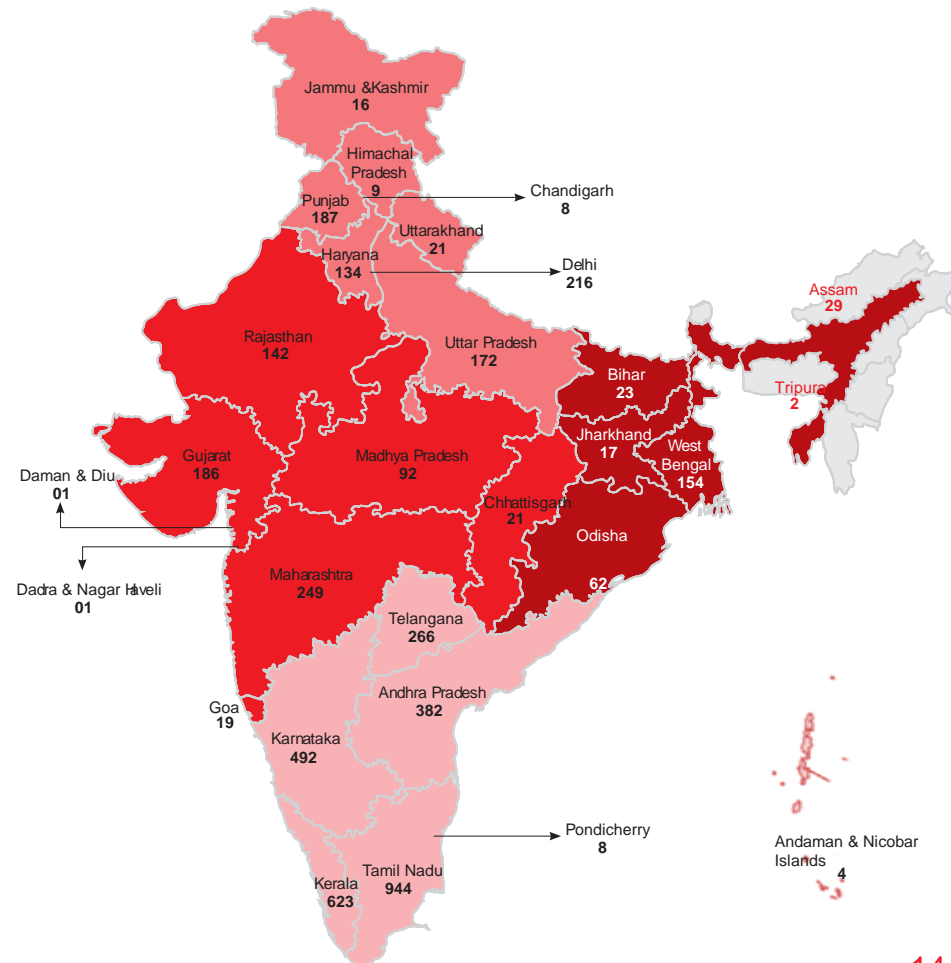 Jammu &Kashmir
16
Himachal
Pradesh
9
Chandigarh
8
Punjab
187
Uttarakhand
21
Haryana
134
Delhi
216
Assam
29
Rajasthan
142
Uttar Pradesh
172
Bihar
23
Tripura
2
Jharkhand
17
West
Bengal
154
Gujarat
186
Madhya Pradesh
92
Daman & Diu
01
Chhattisgarh
21
Odisha
62
Dadra & Nagar Haveli
01
Maharashtra
249
Telangana
266
Andhra Pradesh
382
Goa
19
Karnataka
492
Pondicherry
8
Andaman & Nicobar
Islands
4
Tamil Nadu
944
Kerala
623